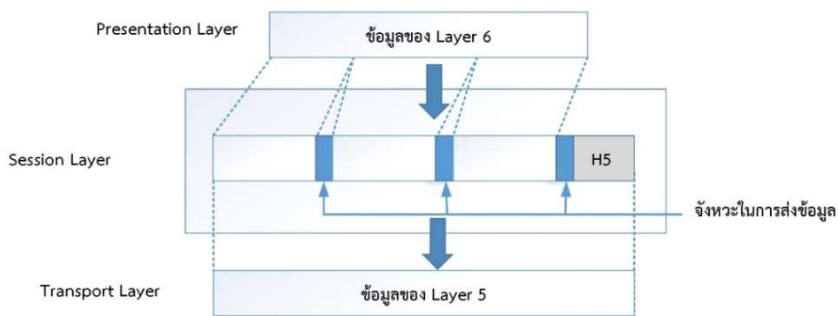 Presentation Layer
ข้อมูลของ Layer 6
Session Layer
H5
จังหวะในการส่งข้อมูล
Transport Layer
ข้อมูลของ Layer 5